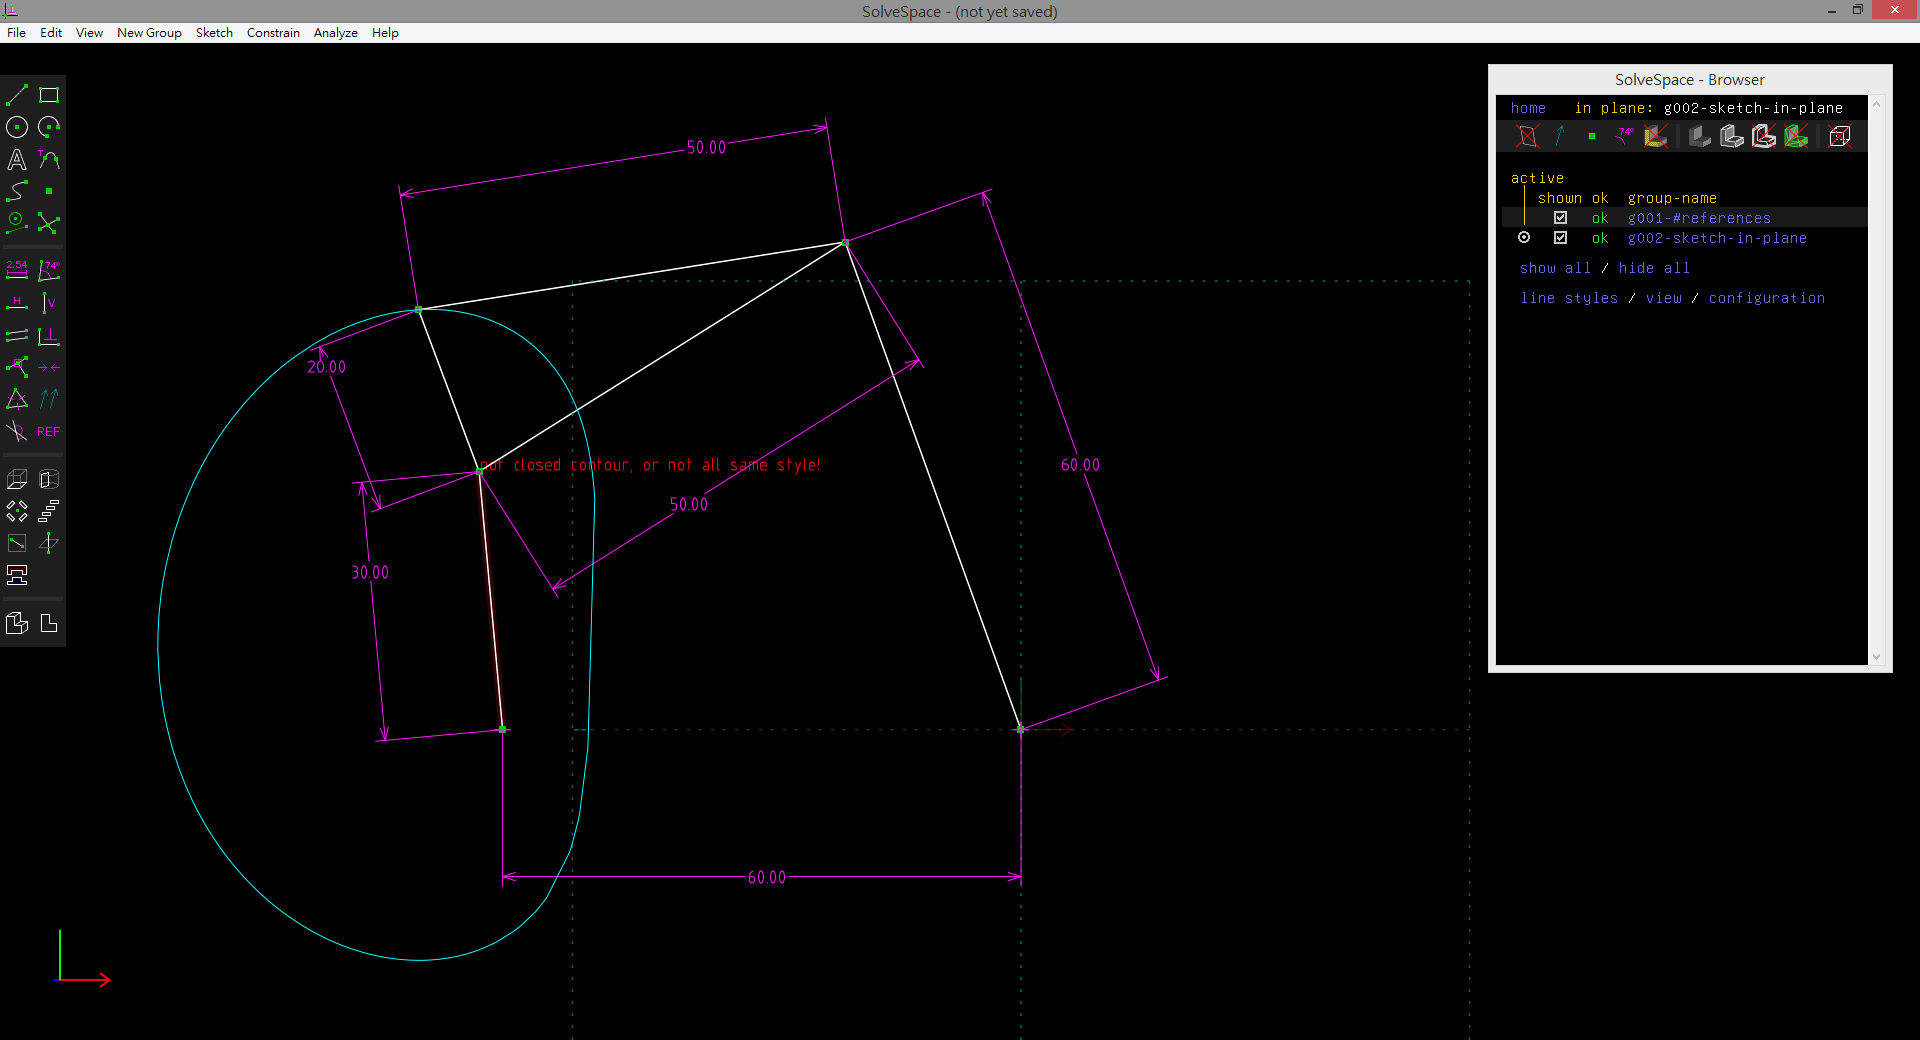 SolveSpace - (not yet saved)
File Edit View New Group Sketch Constrain Analyze Help
SolveSpace - Browser
home in plane: g002-sketch-in-plane
74°
active
shown ok group-name
ok g001-#references
ok g002-sketch-in-plane
show all / hide all
line styles / view / configuration
A T
2.54 74°
H V
REF
50.00
20.00
not closed contour, or not all same style!
60.00
50.00
30.00
60.00